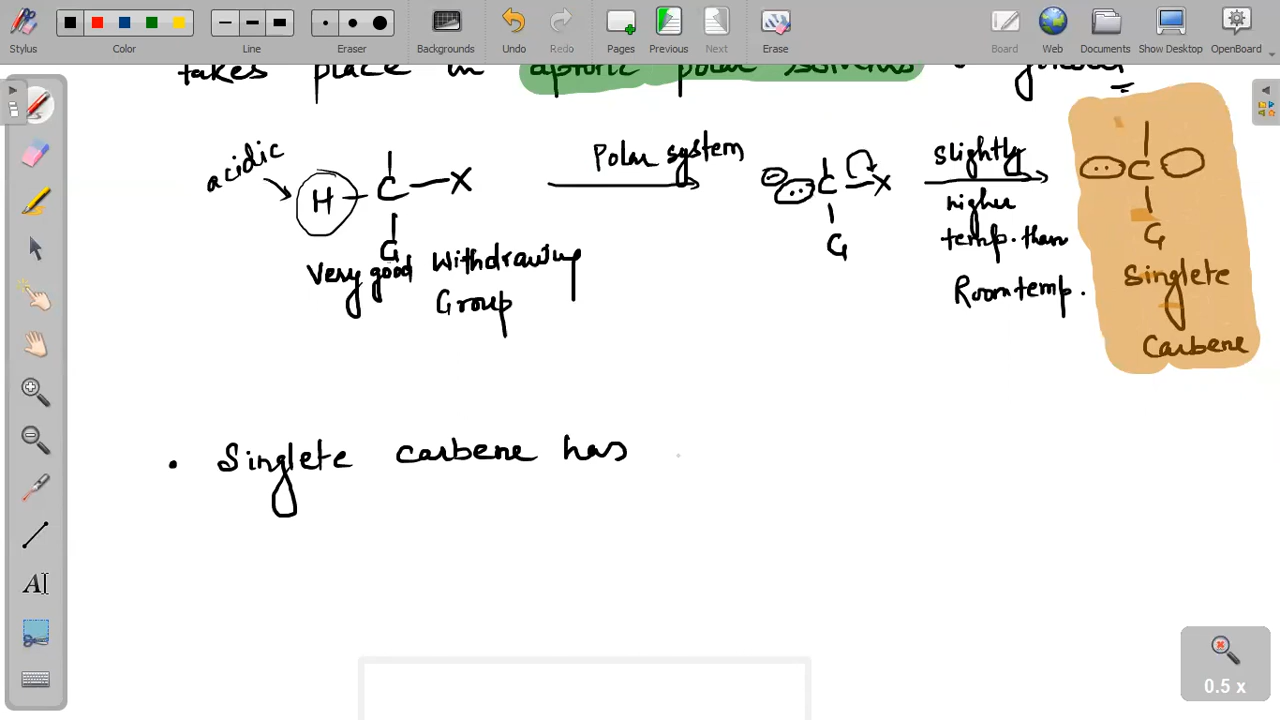 Stylus Color Line Eraser Backgrounds Undo Redo Pages Previous Next Erase Board Web Documents Show Desktop OpenBoard
takes place in aprotic polar solvents
acidic
H C X
G
Very good Withdrawing
Group
Polar system
C X
G
Slightly
higher
temp. than
Room temp.
C
G
Singlete
Carbene
• Singlete carbene has
0.5 x